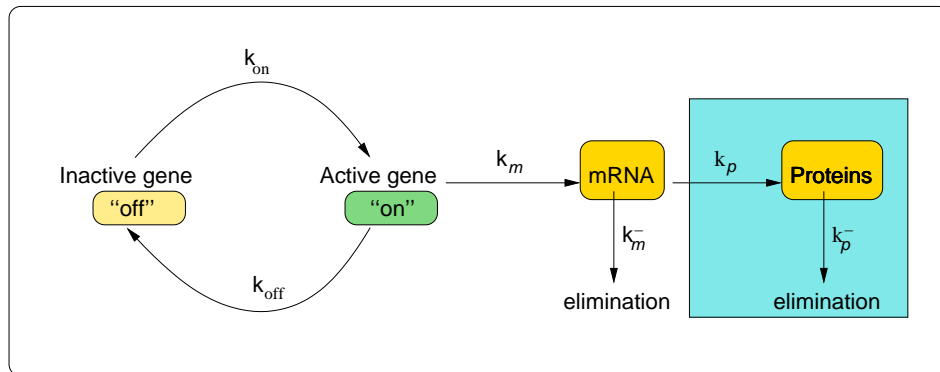 k_on
Inactive gene
‘‘off’’
Active gene
‘‘on’’
k_off
k_m
mRNA
k_m^−
elimination
k_p
Proteins
k_p^−
elimination